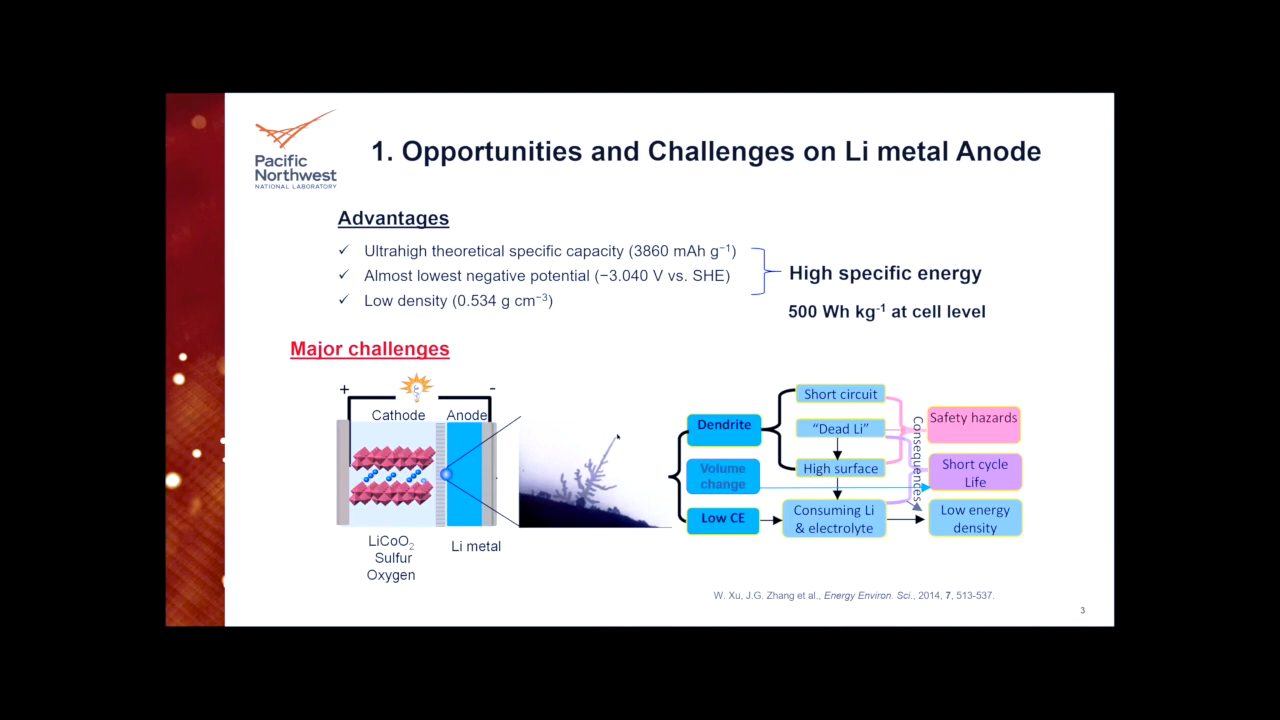 Pacific
Northwest
NATIONAL LABORATORY
1. Opportunities and Challenges on Li metal Anode
Advantages
✓ Ultrahigh theoretical specific capacity (3860 mAh g⁻¹)
✓ Almost lowest negative potential (−3.040 V vs. SHE)
✓ Low density (0.534 g cm⁻³)
High specific energy
500 Wh kg⁻¹ at cell level
Major challenges
+
-
Cathode
Anode
LiCoO₂
Sulfur
Oxygen
Li metal
Dendrite
Volume
change
Low CE
Short circuit
“Dead Li”
High surface
Consuming Li
& electrolyte
Consequences
Safety hazards
Short cycle
Life
Low energy
density
W. Xu, J.G. Zhang et al., Energy Environ. Sci., 2014, 7, 513-537.
3